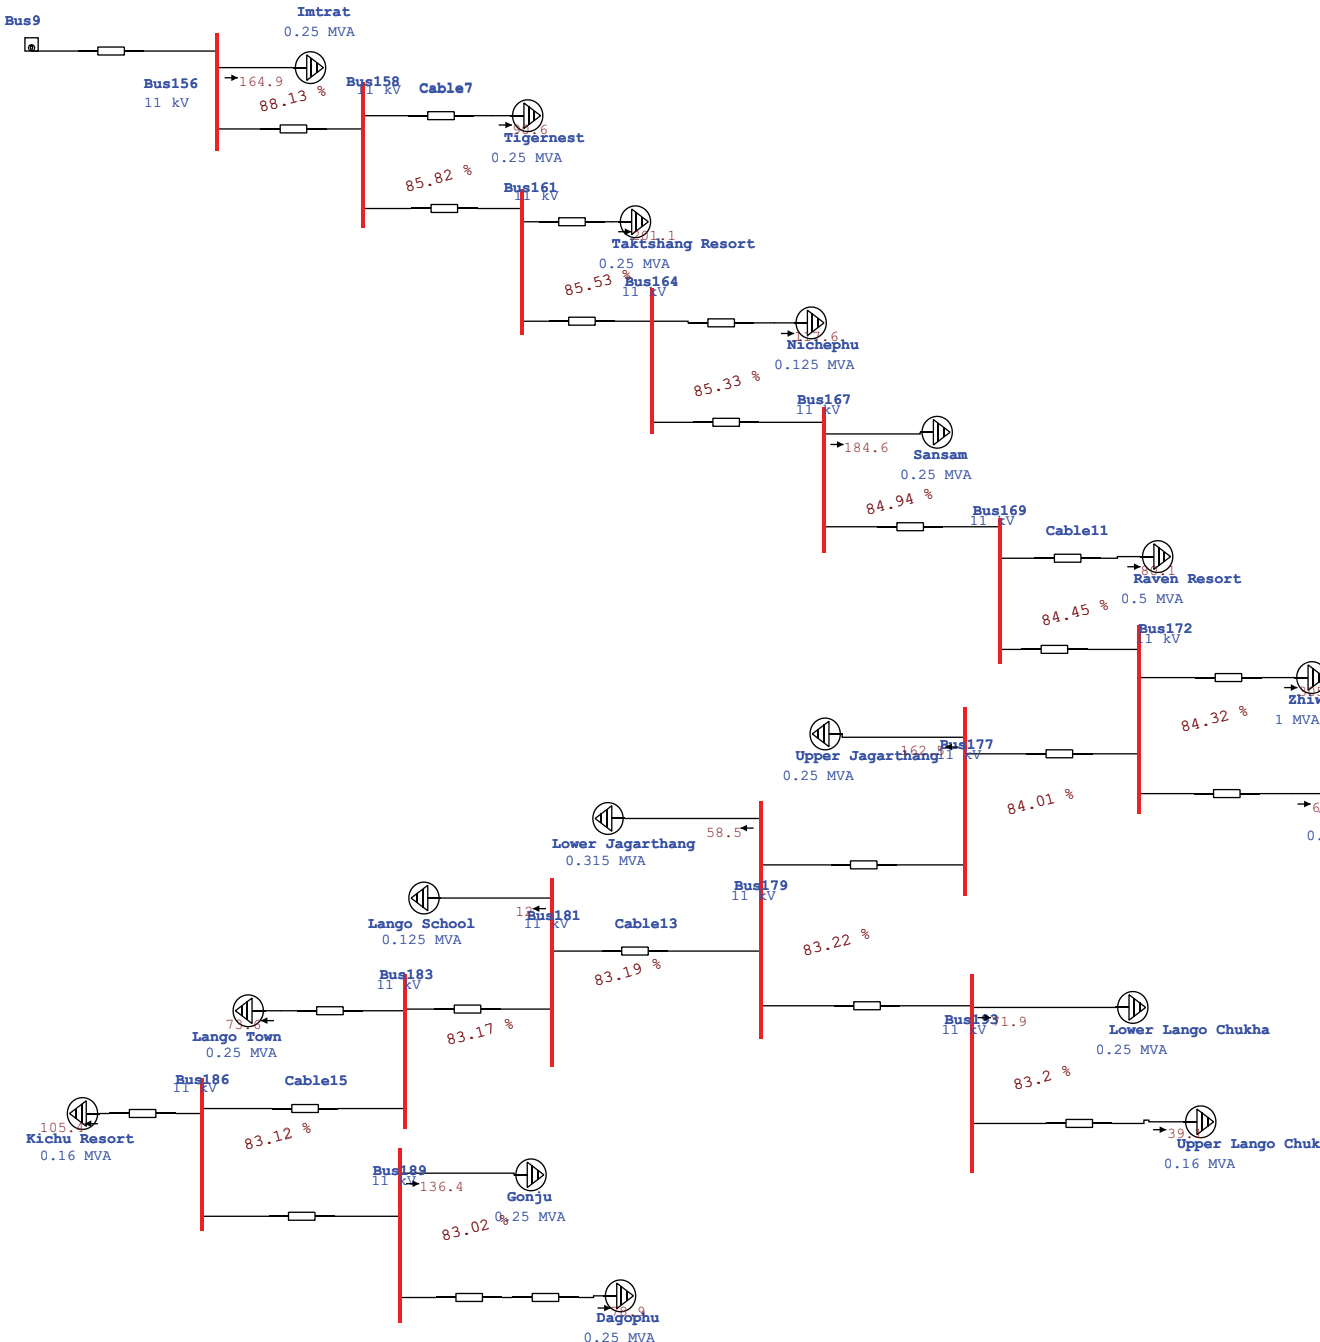 Bus9
Imtrat
0.25 MVA
164.9
Bus156
11 kV
88.13 %
Bus158
11 kV
Cable7
Tigernest
0.25 MVA
85.82 %
Bus161
11 kV
Taktshang Resort
0.25 MVA
85.53 %
Bus164
11 kV
Nichephu
0.125 MVA
85.33 %
Bus167
11 kV
184.6
Sansam
0.25 MVA
84.94 %
Bus169
11 kV
Cable11
Raven Resort
0.5 MVA
84.45 %
Bus172
11 kV
1 MVA
84.32 %
Bus177
11 kV
Upper Jagarthang
0.25 MVA
84.01 %
58.5
Lower Jagarthang
0.315 MVA
Bus179
11 kV
Lango School
0.125 MVA
Bus181
11 kV
Cable13
83.22 %
83.19 %
Bus183
11 kV
Lango Town
0.25 MVA
83.17 %
Bus193
11 kV
Lower Lango Chukha
0.25 MVA
83.2 %
Bus186
11 kV
Cable15
Kichu Resort
0.16 MVA
83.12 %
Upper Lango
0.16 MVA
Bus189
11 kV
136.4
Gonju
0.25 MVA
83.02 %
Dagophu
0.25 MVA